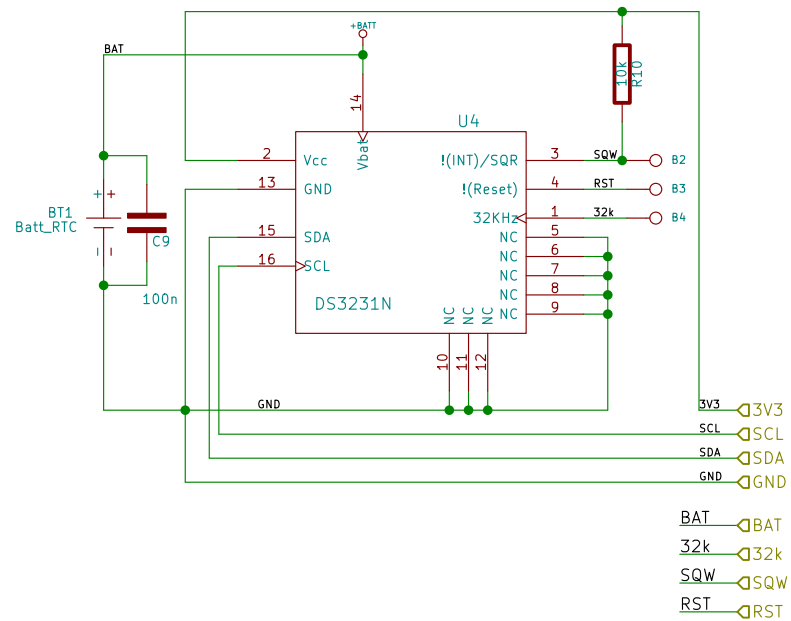 +BATT
BAT
14
Vbat
10k
R10
U4
2 Vcc
!(INT)/SQR 3 SQW B2
13 GND
!(Reset) 4 RST B3
32KHz 1 32k B4
15 SDA
NC 5
NC 6
16 SCL
NC 7
NC 8
NC 9
BT1
Batt_RTC
+ +
C9
100n
DS3231N
NC NC NC
10 11 12
GND
3V3 3V3
SCL SCL
SDA SDA
GND GND
BAT BAT
32k 32k
SQW SQW
RST RST